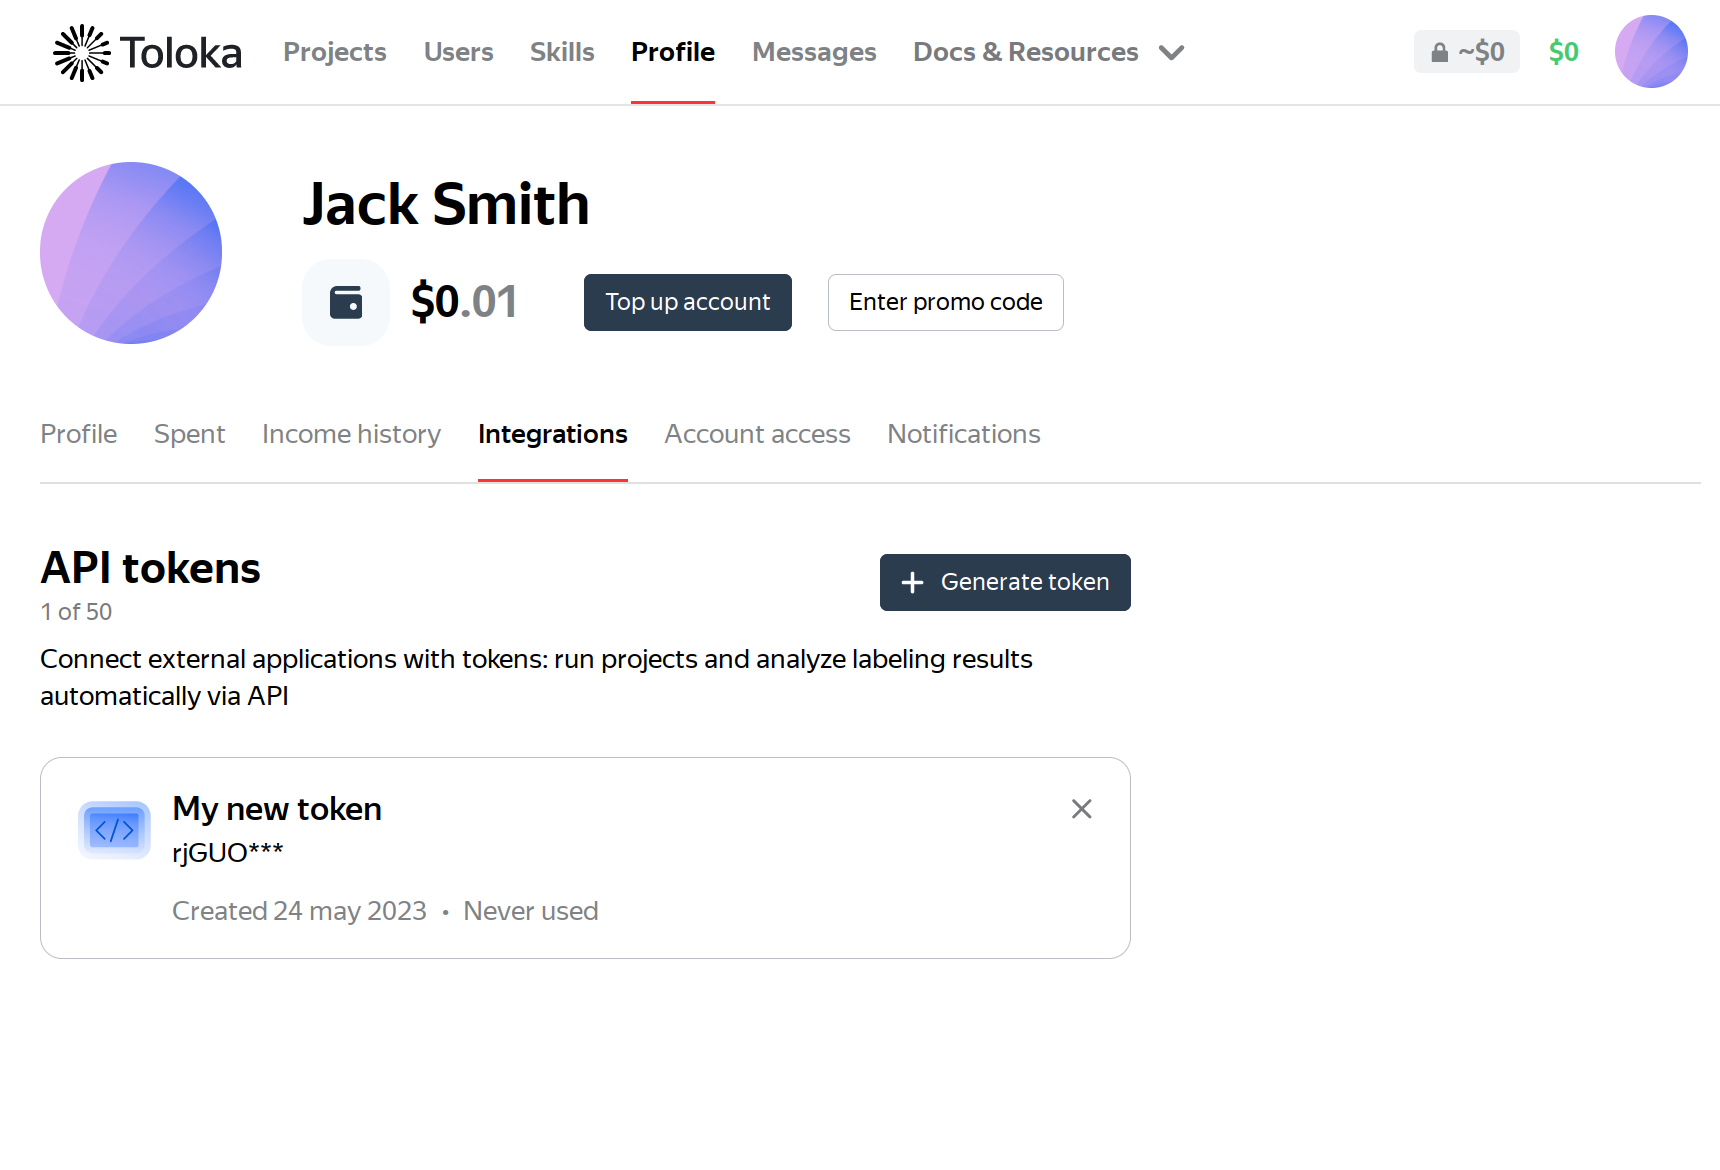 Toloka Projects Users Skills Profile Messages Docs & Resources ~$0 $0
Jack Smith
$0.01 Top up account Enter promo code
Profile Spent Income history Integrations Account access Notifications
API tokens
+ Generate token
1 of 50
Connect external applications with tokens: run projects and analyze labeling results
automatically via API
My new token
</>
rjGUO***
Created 24 may 2023 • Never used